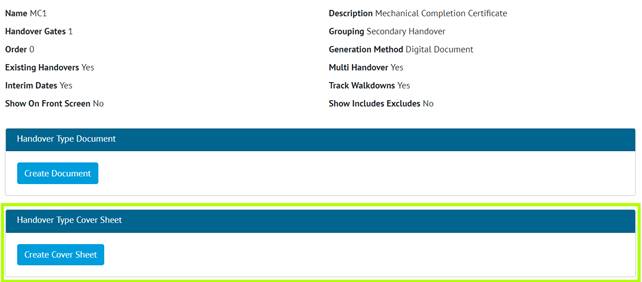 Name MC1 Description Mechanical Completion Certificate
Handover Gates 1 Grouping Secondary Handover
Order 0 Generation Method Digital Document
Existing Handovers Yes Multi Handover Yes
Interim Dates Yes Track Walkdowns Yes
Show On Front Screen No Show Includes Excludes No
Handover Type Document
Create Document
Handover Type Cover Sheet
Create Cover Sheet